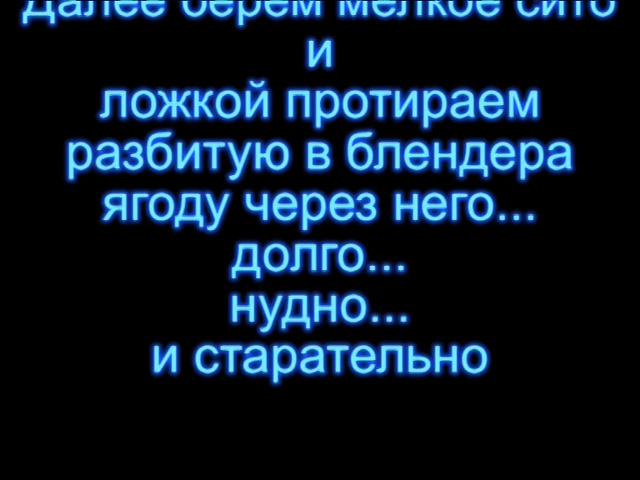 Далее берем мелкое сито
и
ложкой протираем
разбитую в блендера
ягоду через него...
долго...
нудно...
и старательно